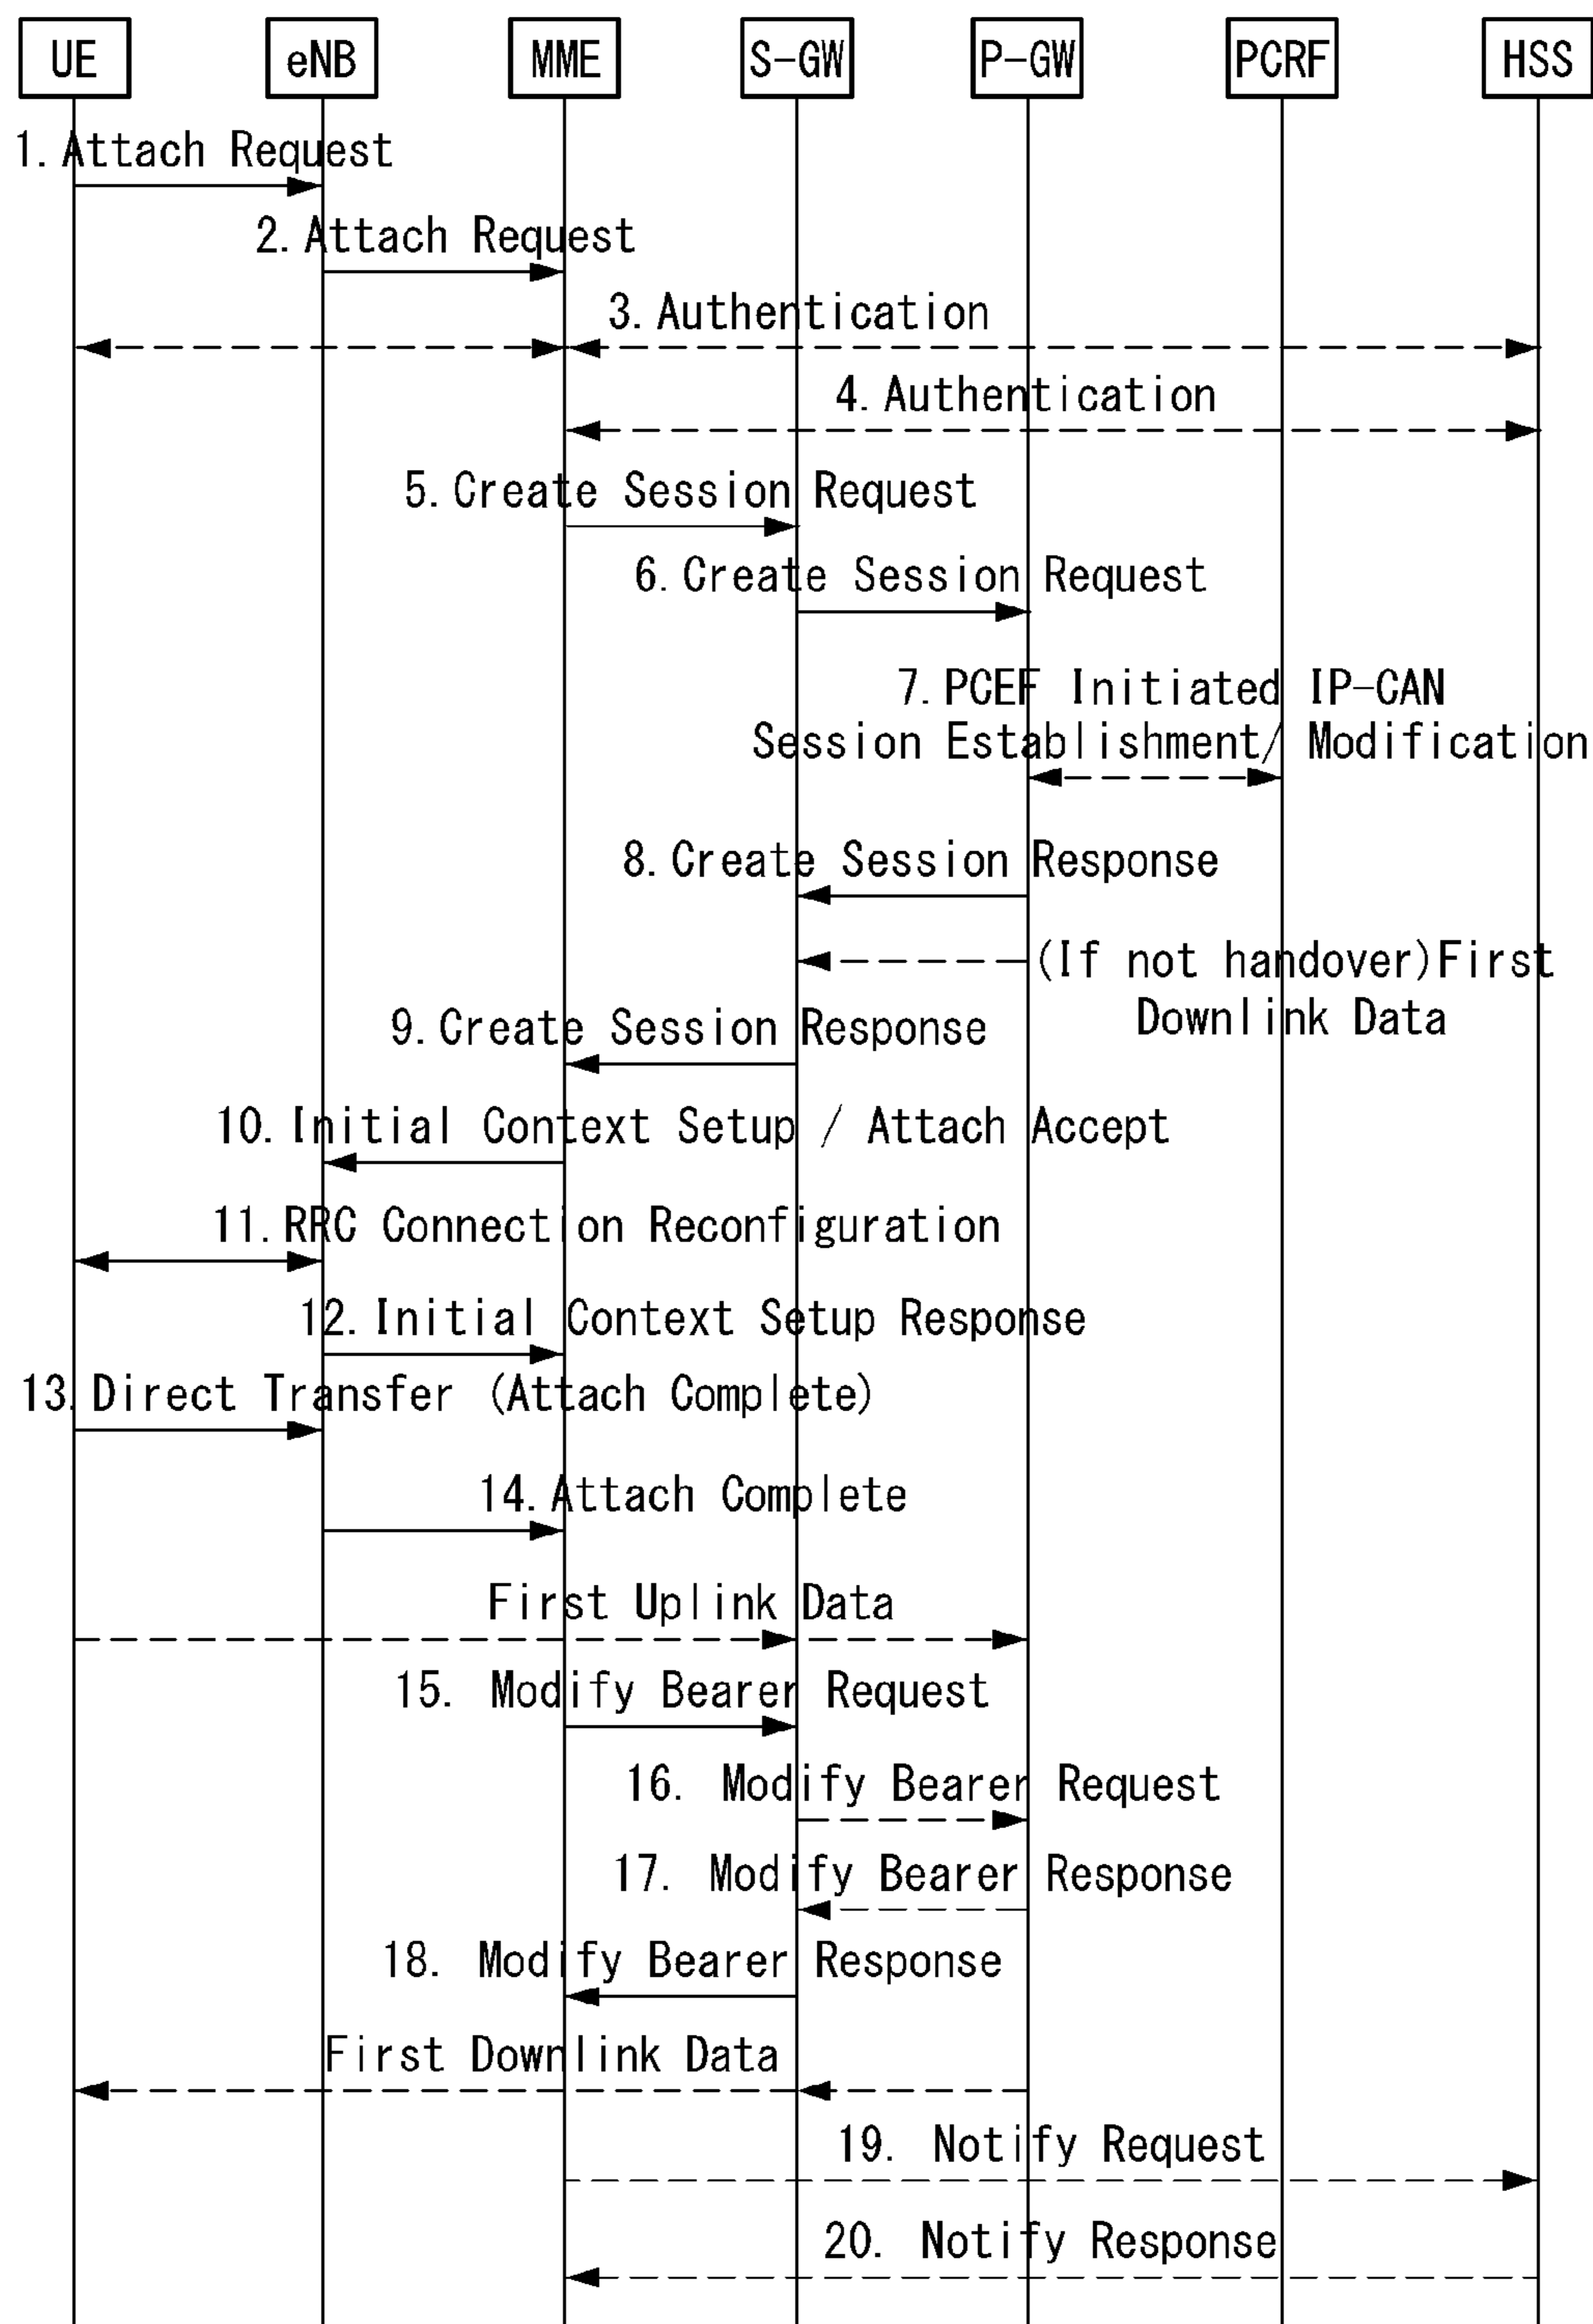 UE eNB MME S-GW P-GW PCRF HSS
1. Attach Request
2. Attach Request
3. Authentication
4. Authentication
5. Create Session Request
6. Create Session Request
7. PCEF Initiated IP-CAN
Session Establishment/ Modification
8. Create Session Response
(If not handover)First
Downlink Data
9. Create Session Response
10. Initial Context Setup / Attach Accept
11. RRC Connection Reconfiguration
12. Initial Context Setup Response
13. Direct Transfer (Attach Complete)
14. Attach Complete
First Uplink Data
15. Modify Bearer Request
16. Modify Bearer Request
17. Modify Bearer Response
18. Modify Bearer Response
First Downlink Data
19. Notify Request
20. Notify Response